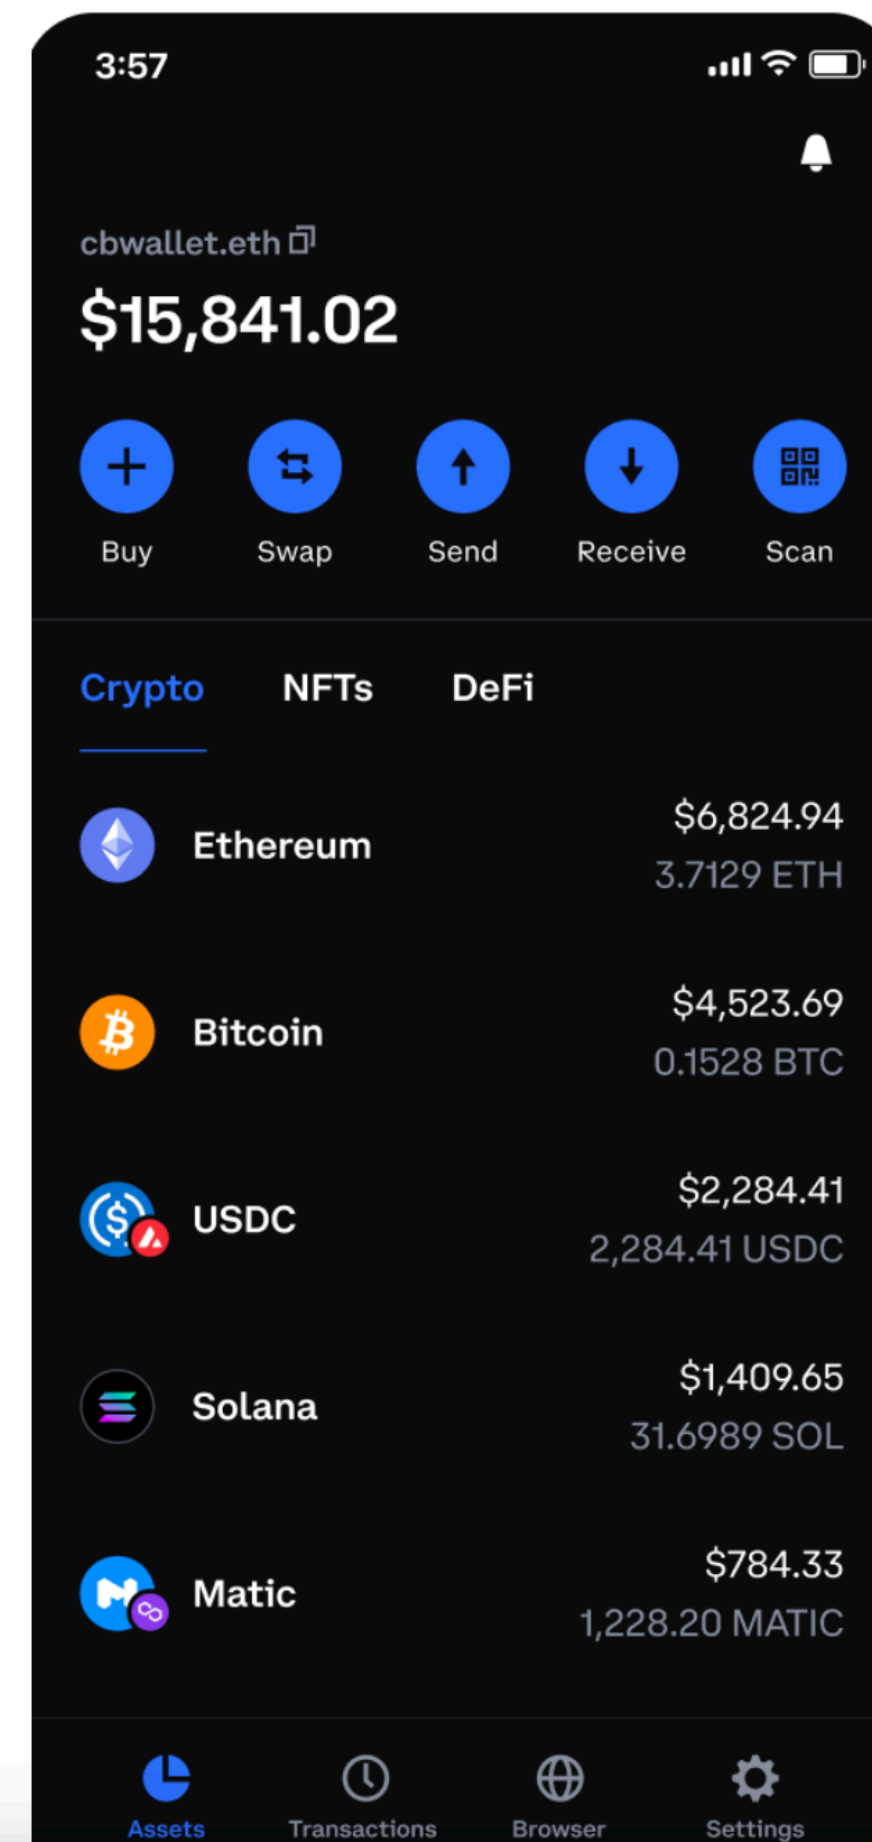 3:57
cbwallet.eth
$15,841.02
Buy Swap Send Receive Scan
Crypto NFTs DeFi
Ethereum $6,824.94
3.7129 ETH
Bitcoin $4,523.69
0.1528 BTC
USDC $2,284.41
2,284.41 USDC
Solana $1,409.65
31.6989 SOL
Matic $784.33
1,228.20 MATIC
Assets Transactions Browser Settings